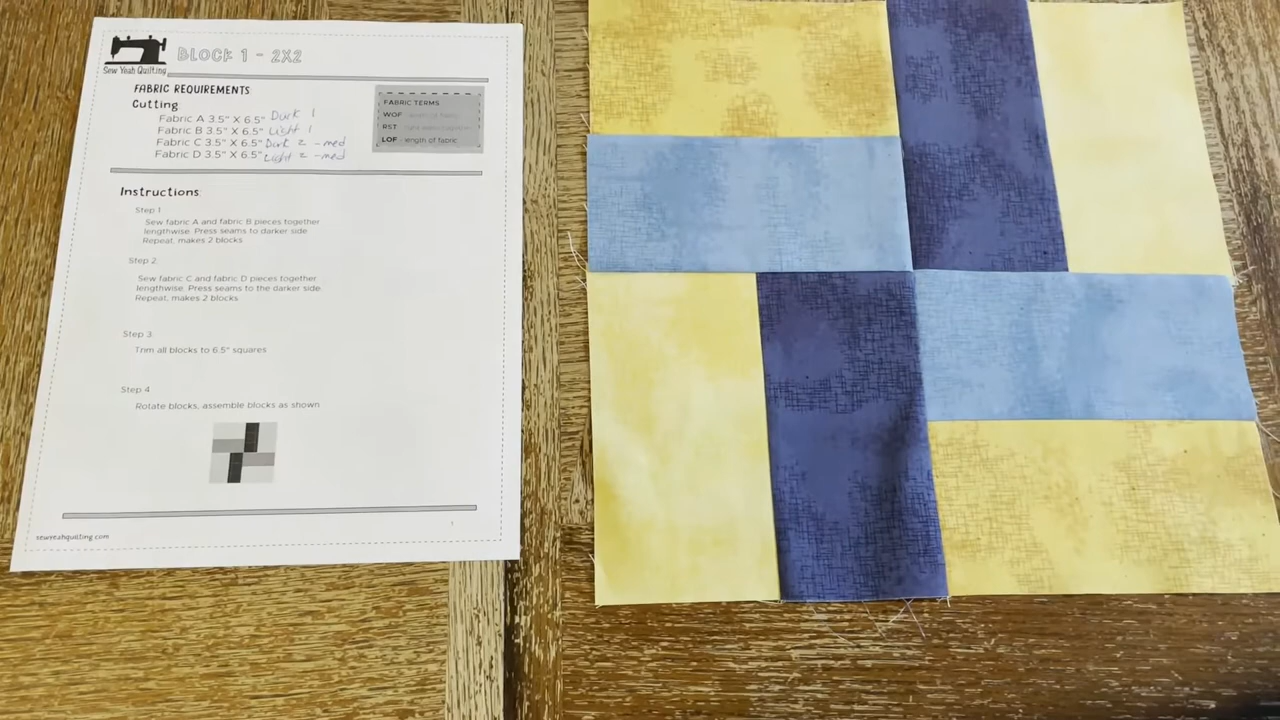 Sew Yeah Quilting
BLOCK 1 - 2X2
FABRIC REQUIREMENTS
Cutting
Fabric A 3.5" X 6.5" Dark 1
Fabric B 3.5" X 6.5" Light 1
Fabric C 3.5" X 6.5" Dark 2 - med
Fabric D 3.5" X 6.5" Light 2 - med
FABRIC TERMS
WOF
RST
LOF - length of fabric
Instructions
Step 1
Sew fabric A and fabric B pieces together
lengthwise. Press seams to darker side
Repeat, makes 2 blocks
Step 2
Sew fabric C and fabric D pieces together
lengthwise. Press seams to the darker side
Repeat, makes 2 blocks
Step 3
Trim all blocks to 6.5" squares
Step 4
Rotate blocks, assemble blocks as shown
sewyeahquilting.com
1